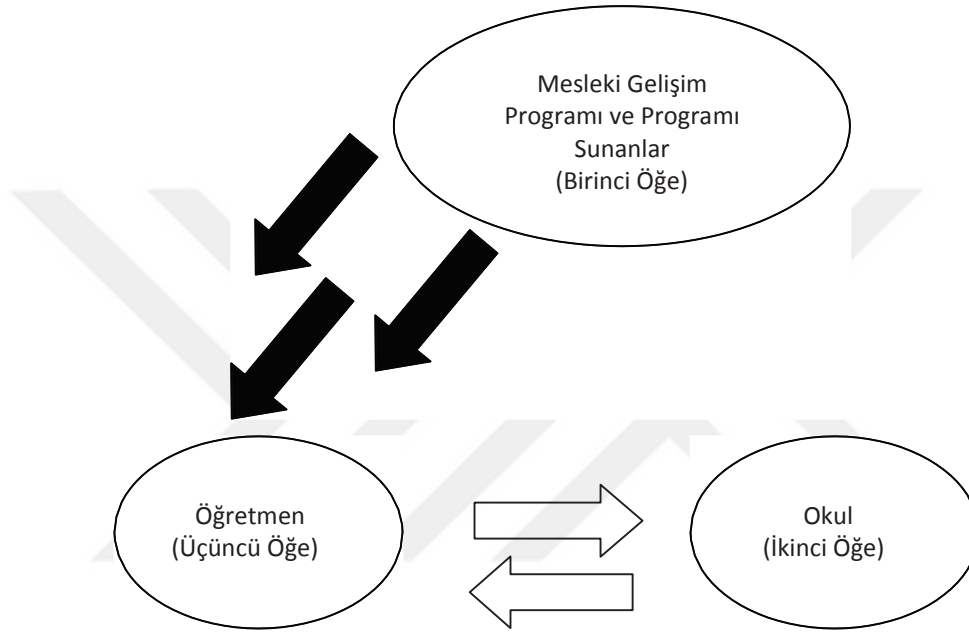 Mesleki Gelişim
Programı ve Programı
Sunanlar
(Birinci Öğe)
Öğretmen
(Üçüncü Öğe)
Okul
(İkinci Öğe)